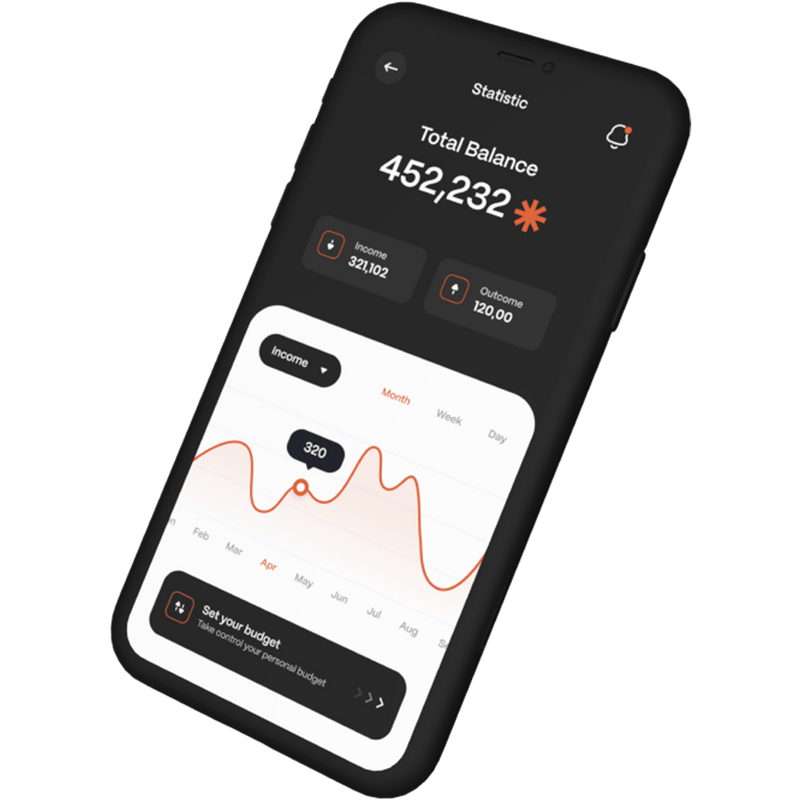 Statistic
Total Balance
452,232
Income
321,102
Outcome
120,00
Income
Month
Week
Day
320
n
Feb
Mar
Apr
May
Jun
Jul
Aug
S
Set your budget
Take control your personal budget